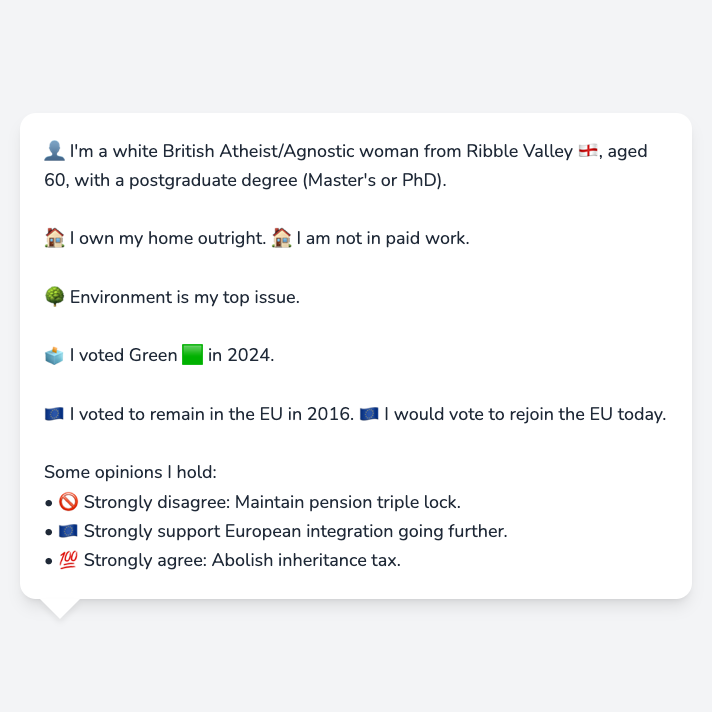 👤 I'm a white British Atheist/Agnostic woman from Ribble Valley 🏴󠁧󠁢󠁥󠁮󠁧󠁿, aged
60, with a postgraduate degree (Master's or PhD).
🏠 I own my home outright. 🏠 I am not in paid work.
🌳 Environment is my top issue.
🗳️ I voted Green 🟩 in 2024.
🇪🇺 I voted to remain in the EU in 2016. 🇪🇺 I would vote to rejoin the EU today.
Some opinions I hold:
• 🚫 Strongly disagree: Maintain pension triple lock.
• 🇪🇺 Strongly support European integration going further.
• 💯 Strongly agree: Abolish inheritance tax.